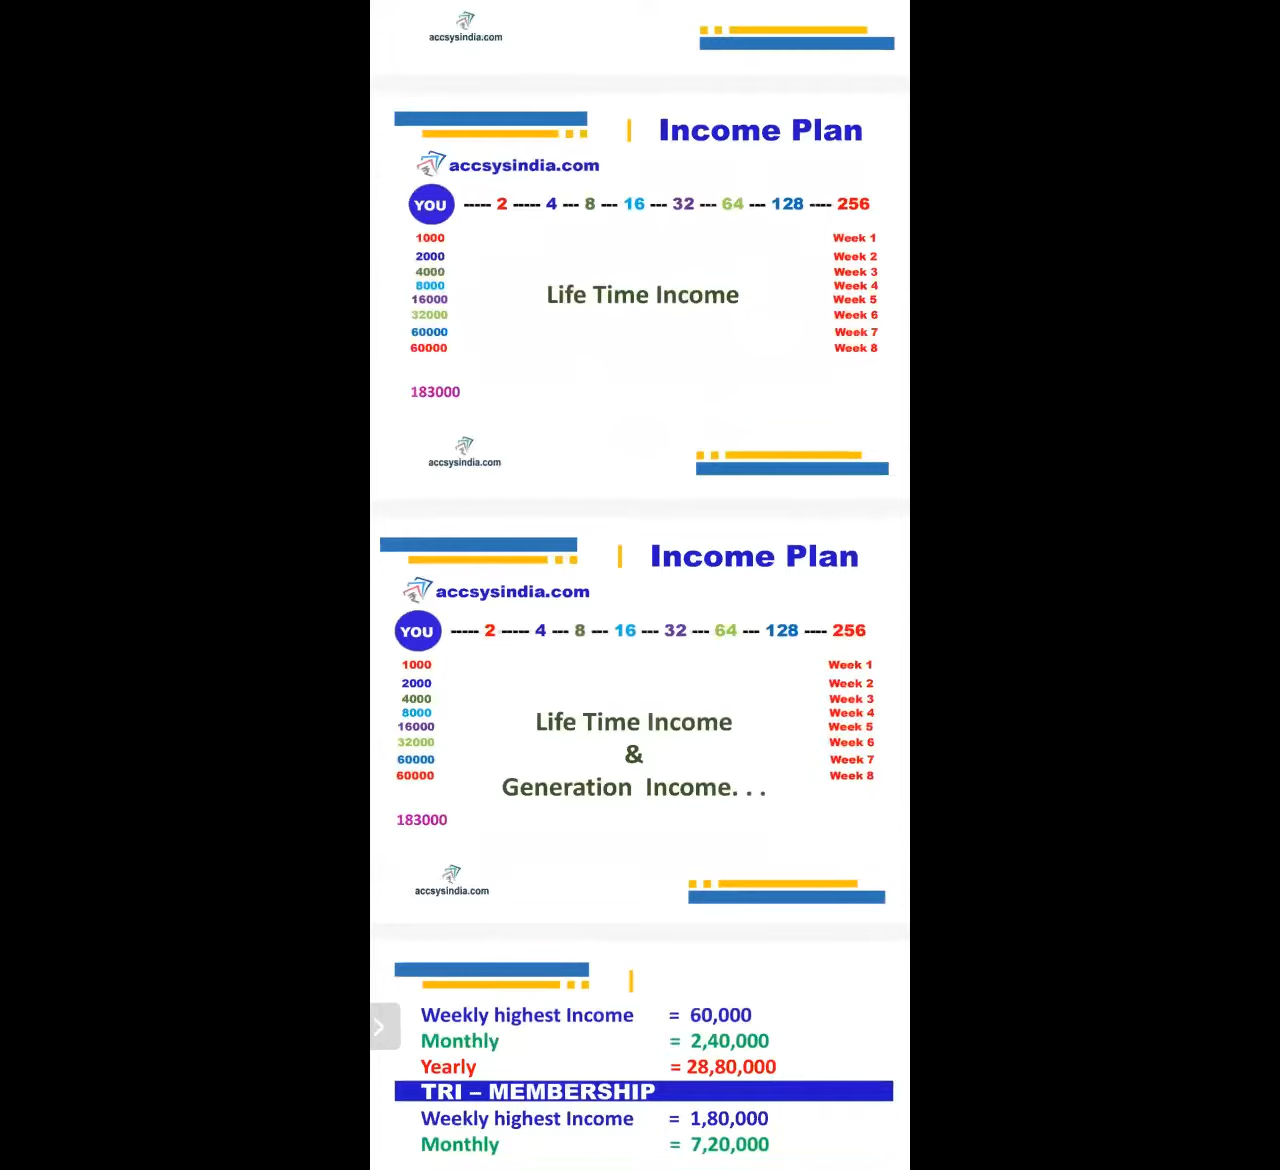 accsysindia.com
Income Plan
accsysindia.com
YOU ----- 2 ----- 4 --- 8 --- 16 --- 32 --- 64 --- 128 ---- 256
1000 Week 1
2000 Week 2
4000 Week 3
8000 Week 4
16000 Week 5
32000 Week 6
60000 Week 7
60000 Week 8
Life Time Income
183000
accsysindia.com
Income Plan
accsysindia.com
YOU ----- 2 ----- 4 --- 8 --- 16 --- 32 --- 64 --- 128 ---- 256
1000 Week 1
2000 Week 2
4000 Week 3
8000 Week 4
16000 Week 5
32000 Week 6
60000 Week 7
60000 Week 8
Life Time Income
&
Generation Income. . .
183000
accsysindia.com
Weekly highest Income = 60,000
Monthly = 2,40,000
Yearly = 28,80,000
TRI – MEMBERSHIP
Weekly highest Income = 1,80,000
Monthly = 7,20,000